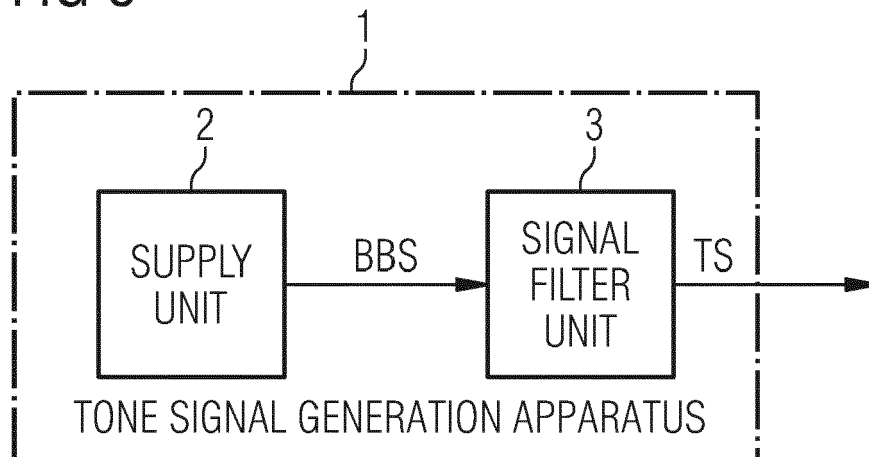 1
2
3
SUPPLY
UNIT
BBS
SIGNAL
FILTER
UNIT
TS
TONE SIGNAL GENERATION APPARATUS